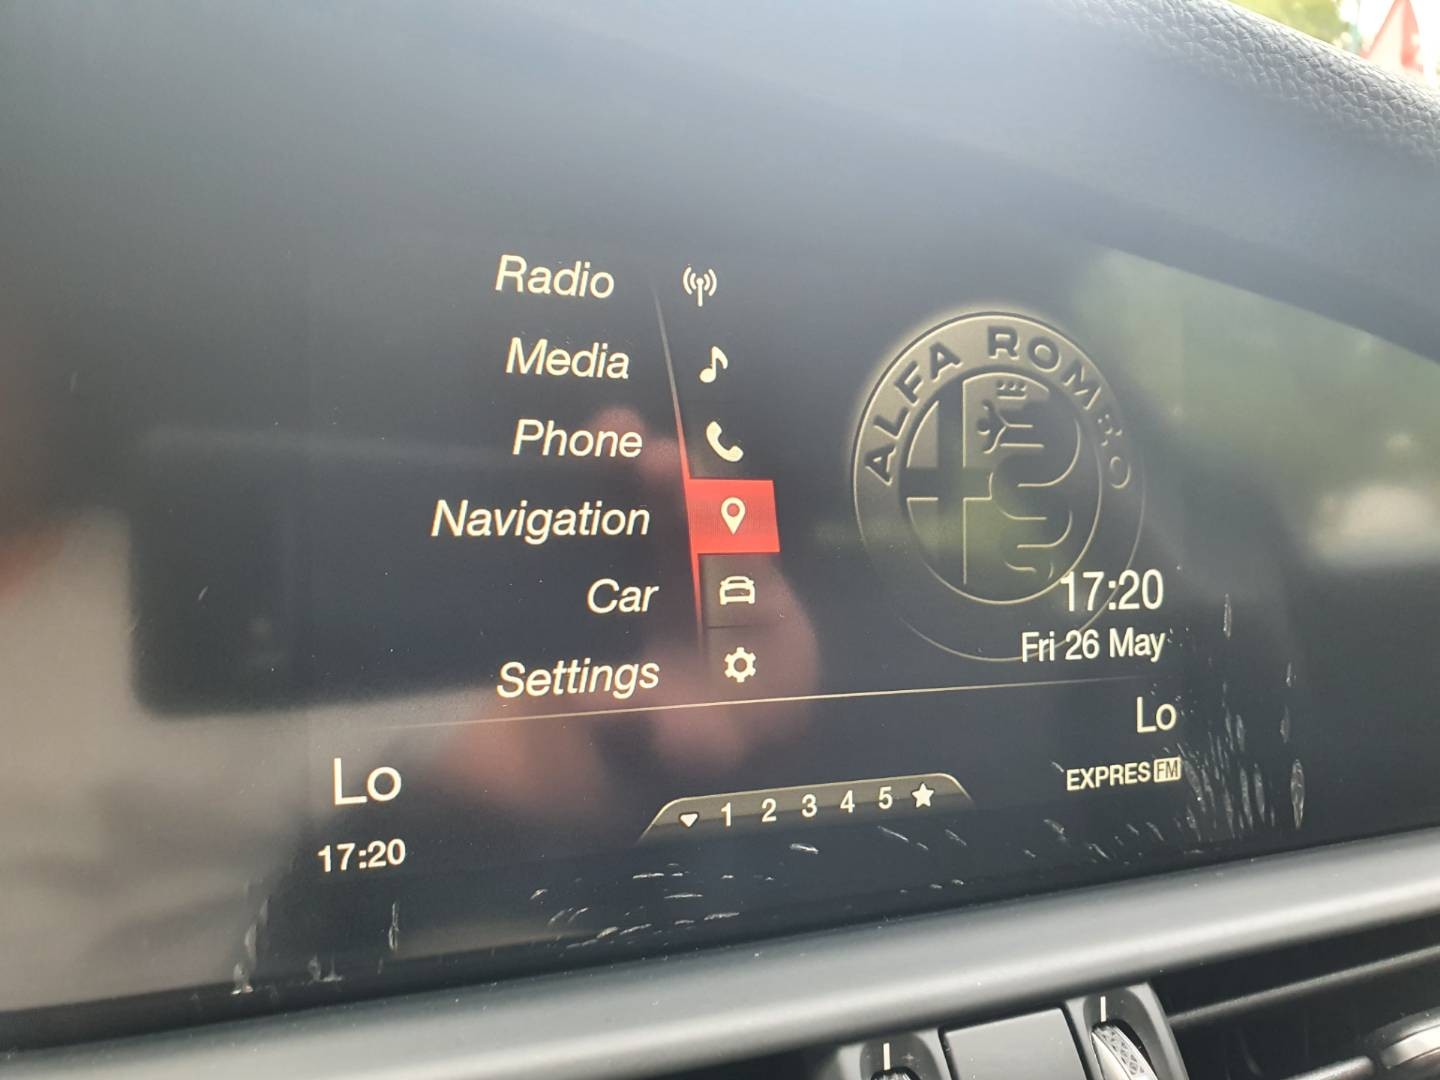 Radio
Media
Phone
Navigation
Car
Settings
ALFA ROMEO
17:20
Fri 26 May
Lo
Lo
EXPRES FM
1 2 3 4 5
17:20